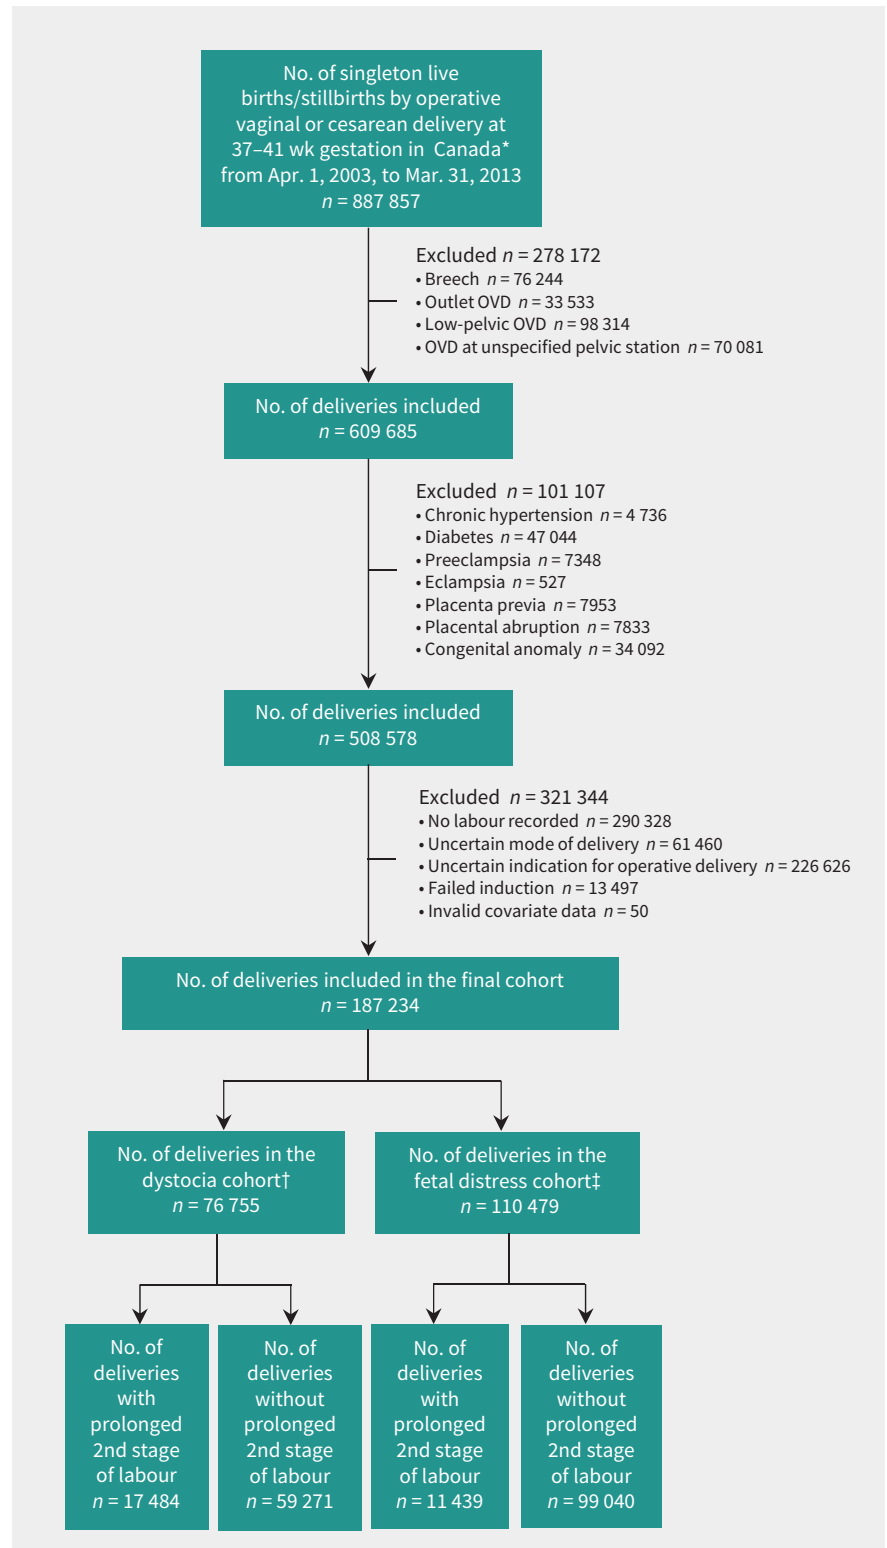 No. of singleton live
births/stillbirths by operative
vaginal or cesarean delivery at
37–41 wk gestation in Canada*
from Apr. 1, 2003, to Mar. 31, 2013
n = 887 857
Excluded n = 278 172
• Breech n = 76 244
• Outlet OVD n = 33 533
• Low-pelvic OVD n = 98 314
• OVD at unspecified pelvic station n = 70 081
No. of deliveries included
n = 609 685
Excluded n = 101 107
• Chronic hypertension n = 4 736
• Diabetes n = 47 044
• Preeclampsia n = 7348
• Eclampsia n = 527
• Placenta previa n = 7953
• Placental abruption n = 7833
• Congenital anomaly n = 34 092
No. of deliveries included
n = 508 578
Excluded n = 321 344
• No labour recorded n = 290 328
• Uncertain mode of delivery n = 61 460
• Uncertain indication for operative delivery n = 226 626
• Failed induction n = 13 497
• Invalid covariate data n = 50
No. of deliveries included in the final cohort
n = 187 234
No. of deliveries in the
dystocia cohort†
n = 76 755
No. of deliveries in the
fetal distress cohort‡
n = 110 479
No. of
deliveries
with
prolonged
2nd stage
of labour
n = 17 484
No. of
deliveries
without
prolonged
2nd stage
of labour
n = 59 271
No. of
deliveries
with
prolonged
2nd stage
of labour
n = 11 439
No. of
deliveries
without
prolonged
2nd stage
of labour
n = 99 040